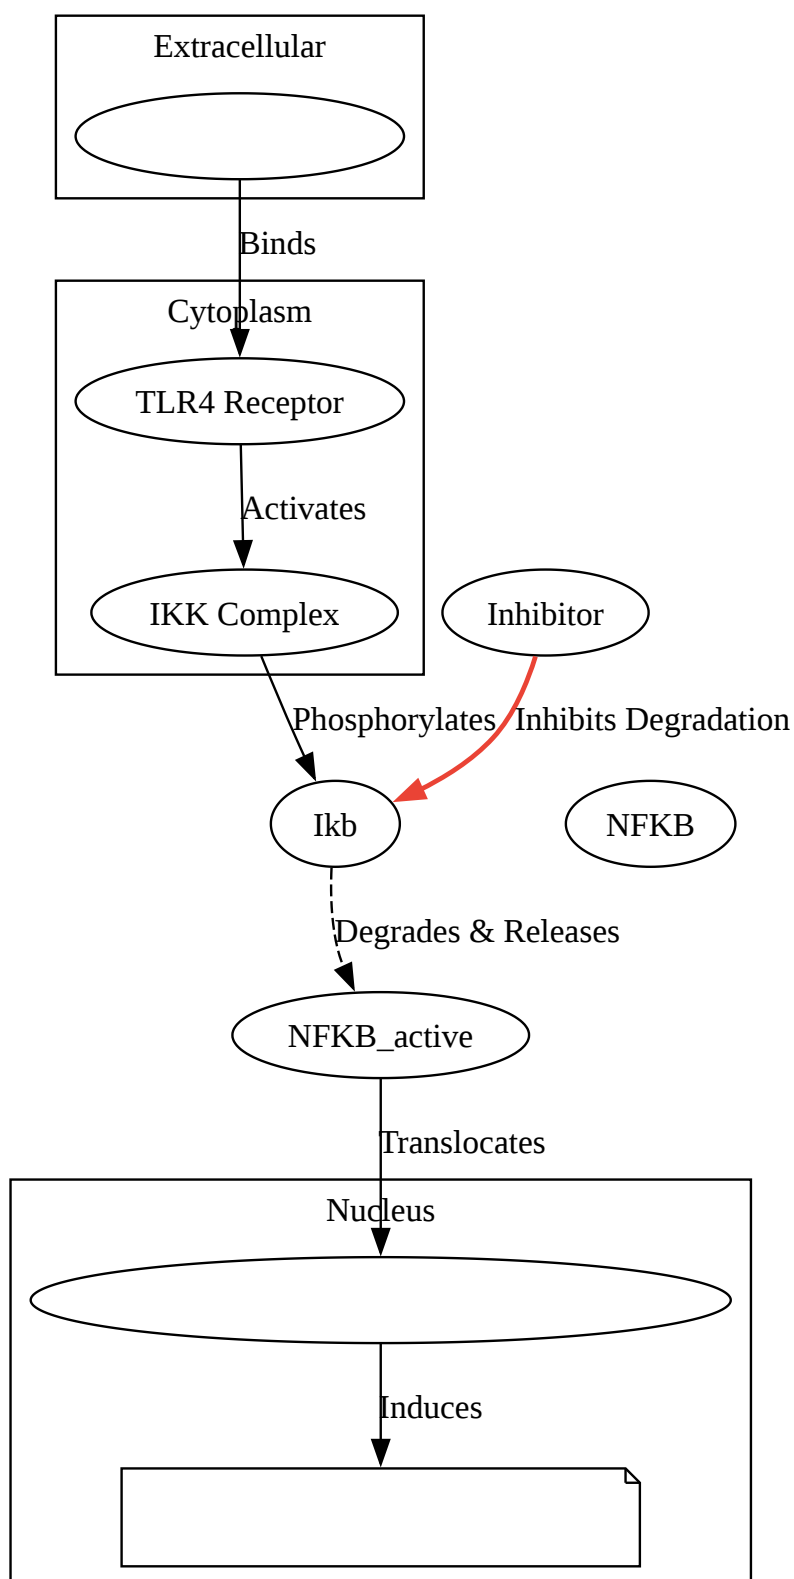 Extracellular
Binds
Cytoplasm
TLR4 Receptor
Activates
IKK Complex
Inhibitor
Phosphorylates
Inhibits Degradation
Ikb
NFKB
Degrades & Releases
NFKB_active
Translocates
Nucleus
Induces